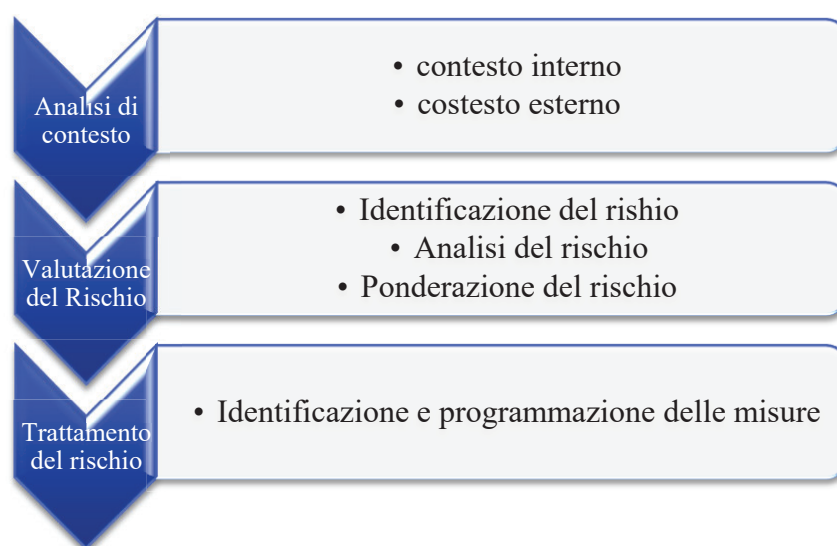 Analisi di
contesto
• contesto interno
• costesto esterno
Valutazione
del Rischio
• Identificazione del rishio
• Analisi del rischio
• Ponderazione del rischio
Trattamento
del rischio
• Identificazione e programmazione delle misure